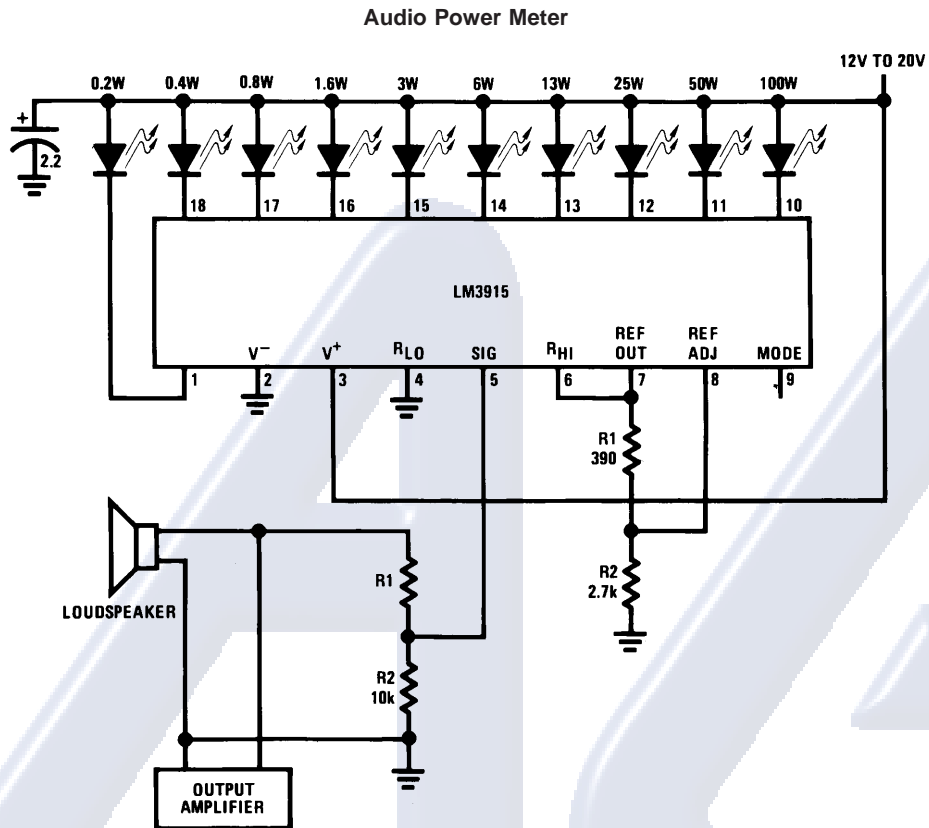 Audio Power Meter
12V TO 20V
0.2W 0.4W 0.8W 1.6W 3W 6W 13W 25W 50W 100W
+
2.2
18 17 16 15 14 13 12 11 10
LM3915
V− V+ RLO SIG RHI REF OUT REF ADJ MODE
1 2 3 4 5 6 7 8 9
R1
390
R2
2.7k
LOUDSPEAKER
R1
R2
10k
OUTPUT
AMPLIFIER